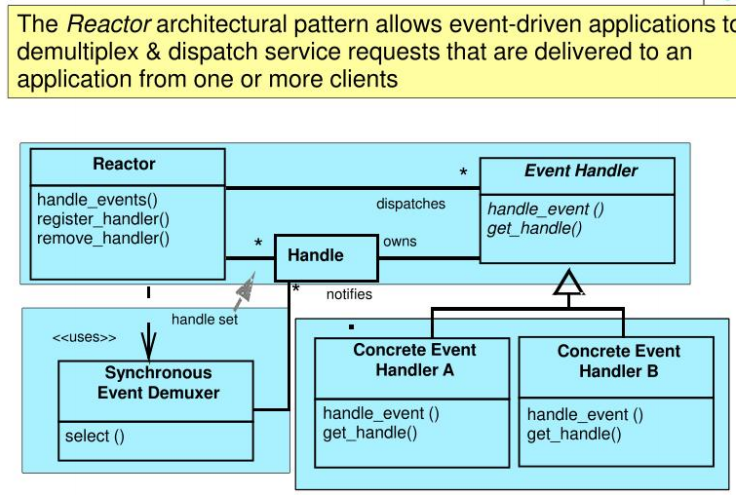 The Reactor architectural pattern allows event-driven applications to
demultiplex & dispatch service requests that are delivered to an
application from one or more clients
Reactor
handle_events()
register_handler()
remove_handler()
*
dispatches
Event Handler
handle_event ()
get_handle()
*
Handle
owns
*
notifies
handle set
<<uses>>
Synchronous
Event Demuxer
select ()
Concrete Event
Handler A
handle_event ()
get_handle()
Concrete Event
Handler B
handle_event ()
get_handle()